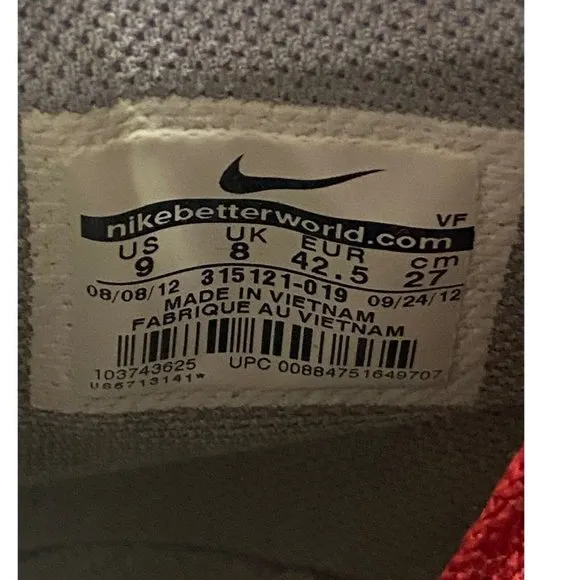 nikebetterworld.com
VF
US UK EUR cm
9 8 42.5 27
08/08/12 315121-019 09/24/12
MADE IN VIETNAM
FABRIQUE AU VIETNAM
103743625 UPC 00884751649707
US6713141*